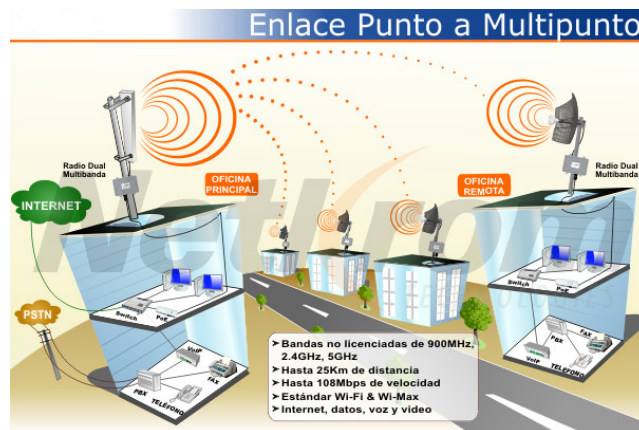 Enlace Punto a Multipunto
Radio Dual
Multibanda
OFICINA
PRINCIPAL
OFICINA
REMOTA
Radio Dual
Multibanda
INTERNET
Netkrom
PSTN
Switch
PoE
VoIP
FAX
PBX
TELÉFONO
Switch
PoE
PBX
FAX
VoIP
TELÉFONO
➤ Bandas no licenciadas de 900MHz,
2.4GHz, 5GHz
➤ Hasta 25Km de distancia
➤ Hasta 108Mbps de velocidad
➤ Estándar Wi-Fi & Wi-Max
➤ Internet, datos, voz y video